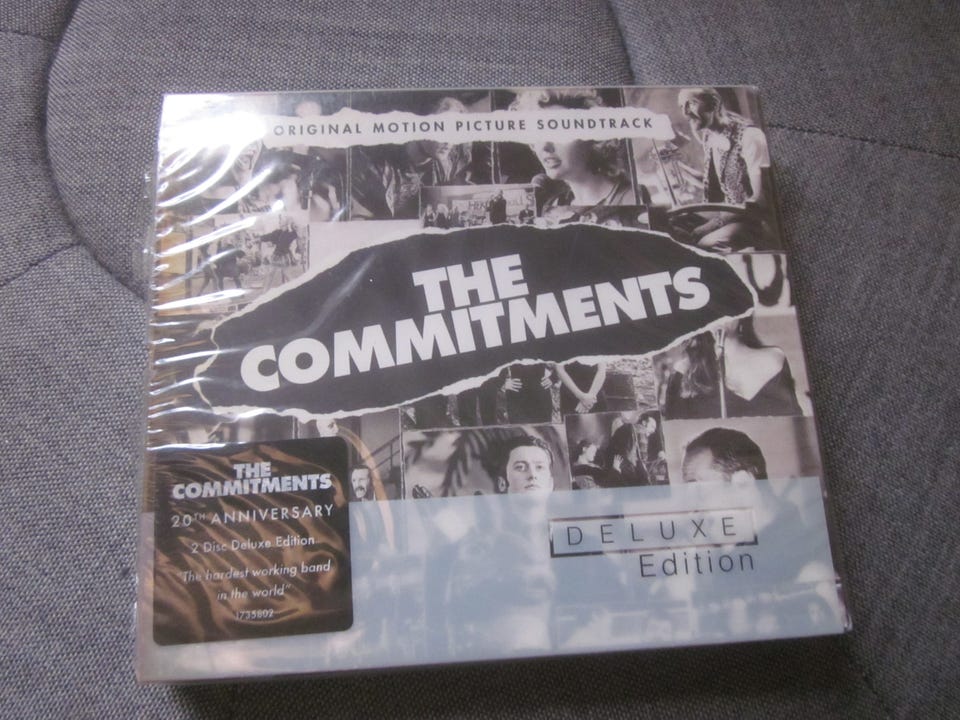 ORIGINAL MOTION PICTURE SOUNDTRACK
THE
COMMITMENTS
THE
COMMITMENTS
20TH ANNIVERSARY
2 Disc Deluxe Edition
"The hardest working band
in the world"
1735802
DELUXE
Edition